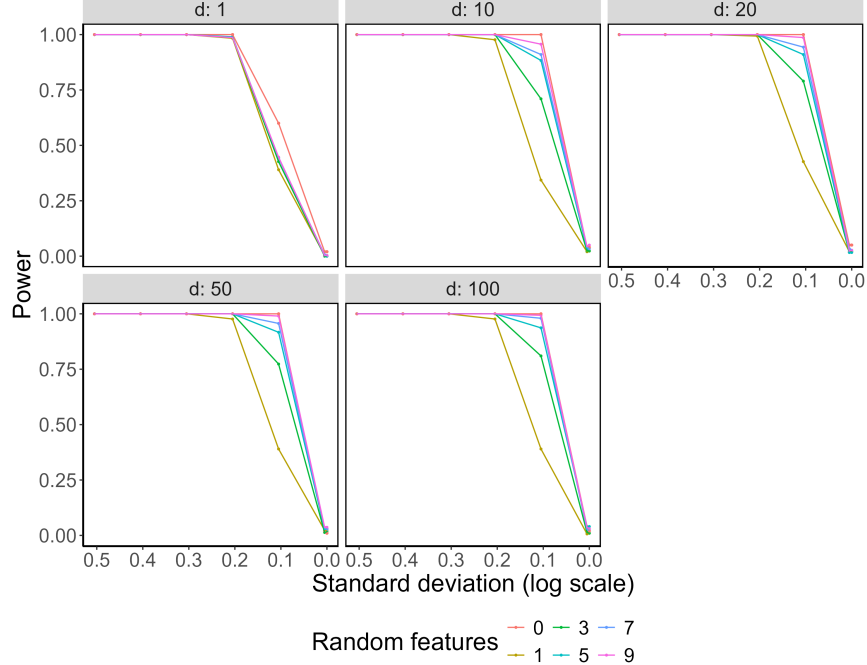 d: 1 d: 10 d: 20
1.00
0.75
0.50
0.25
0.00
0.5 0.4 0.3 0.2 0.1 0.0
d: 50 d: 100
1.00
0.75
0.50
0.25
0.00
0.5 0.4 0.3 0.2 0.1 0.0 0.5 0.4 0.3 0.2 0.1 0.0
Power
Standard deviation (log scale)
Random features 0 3 7
1 5 9